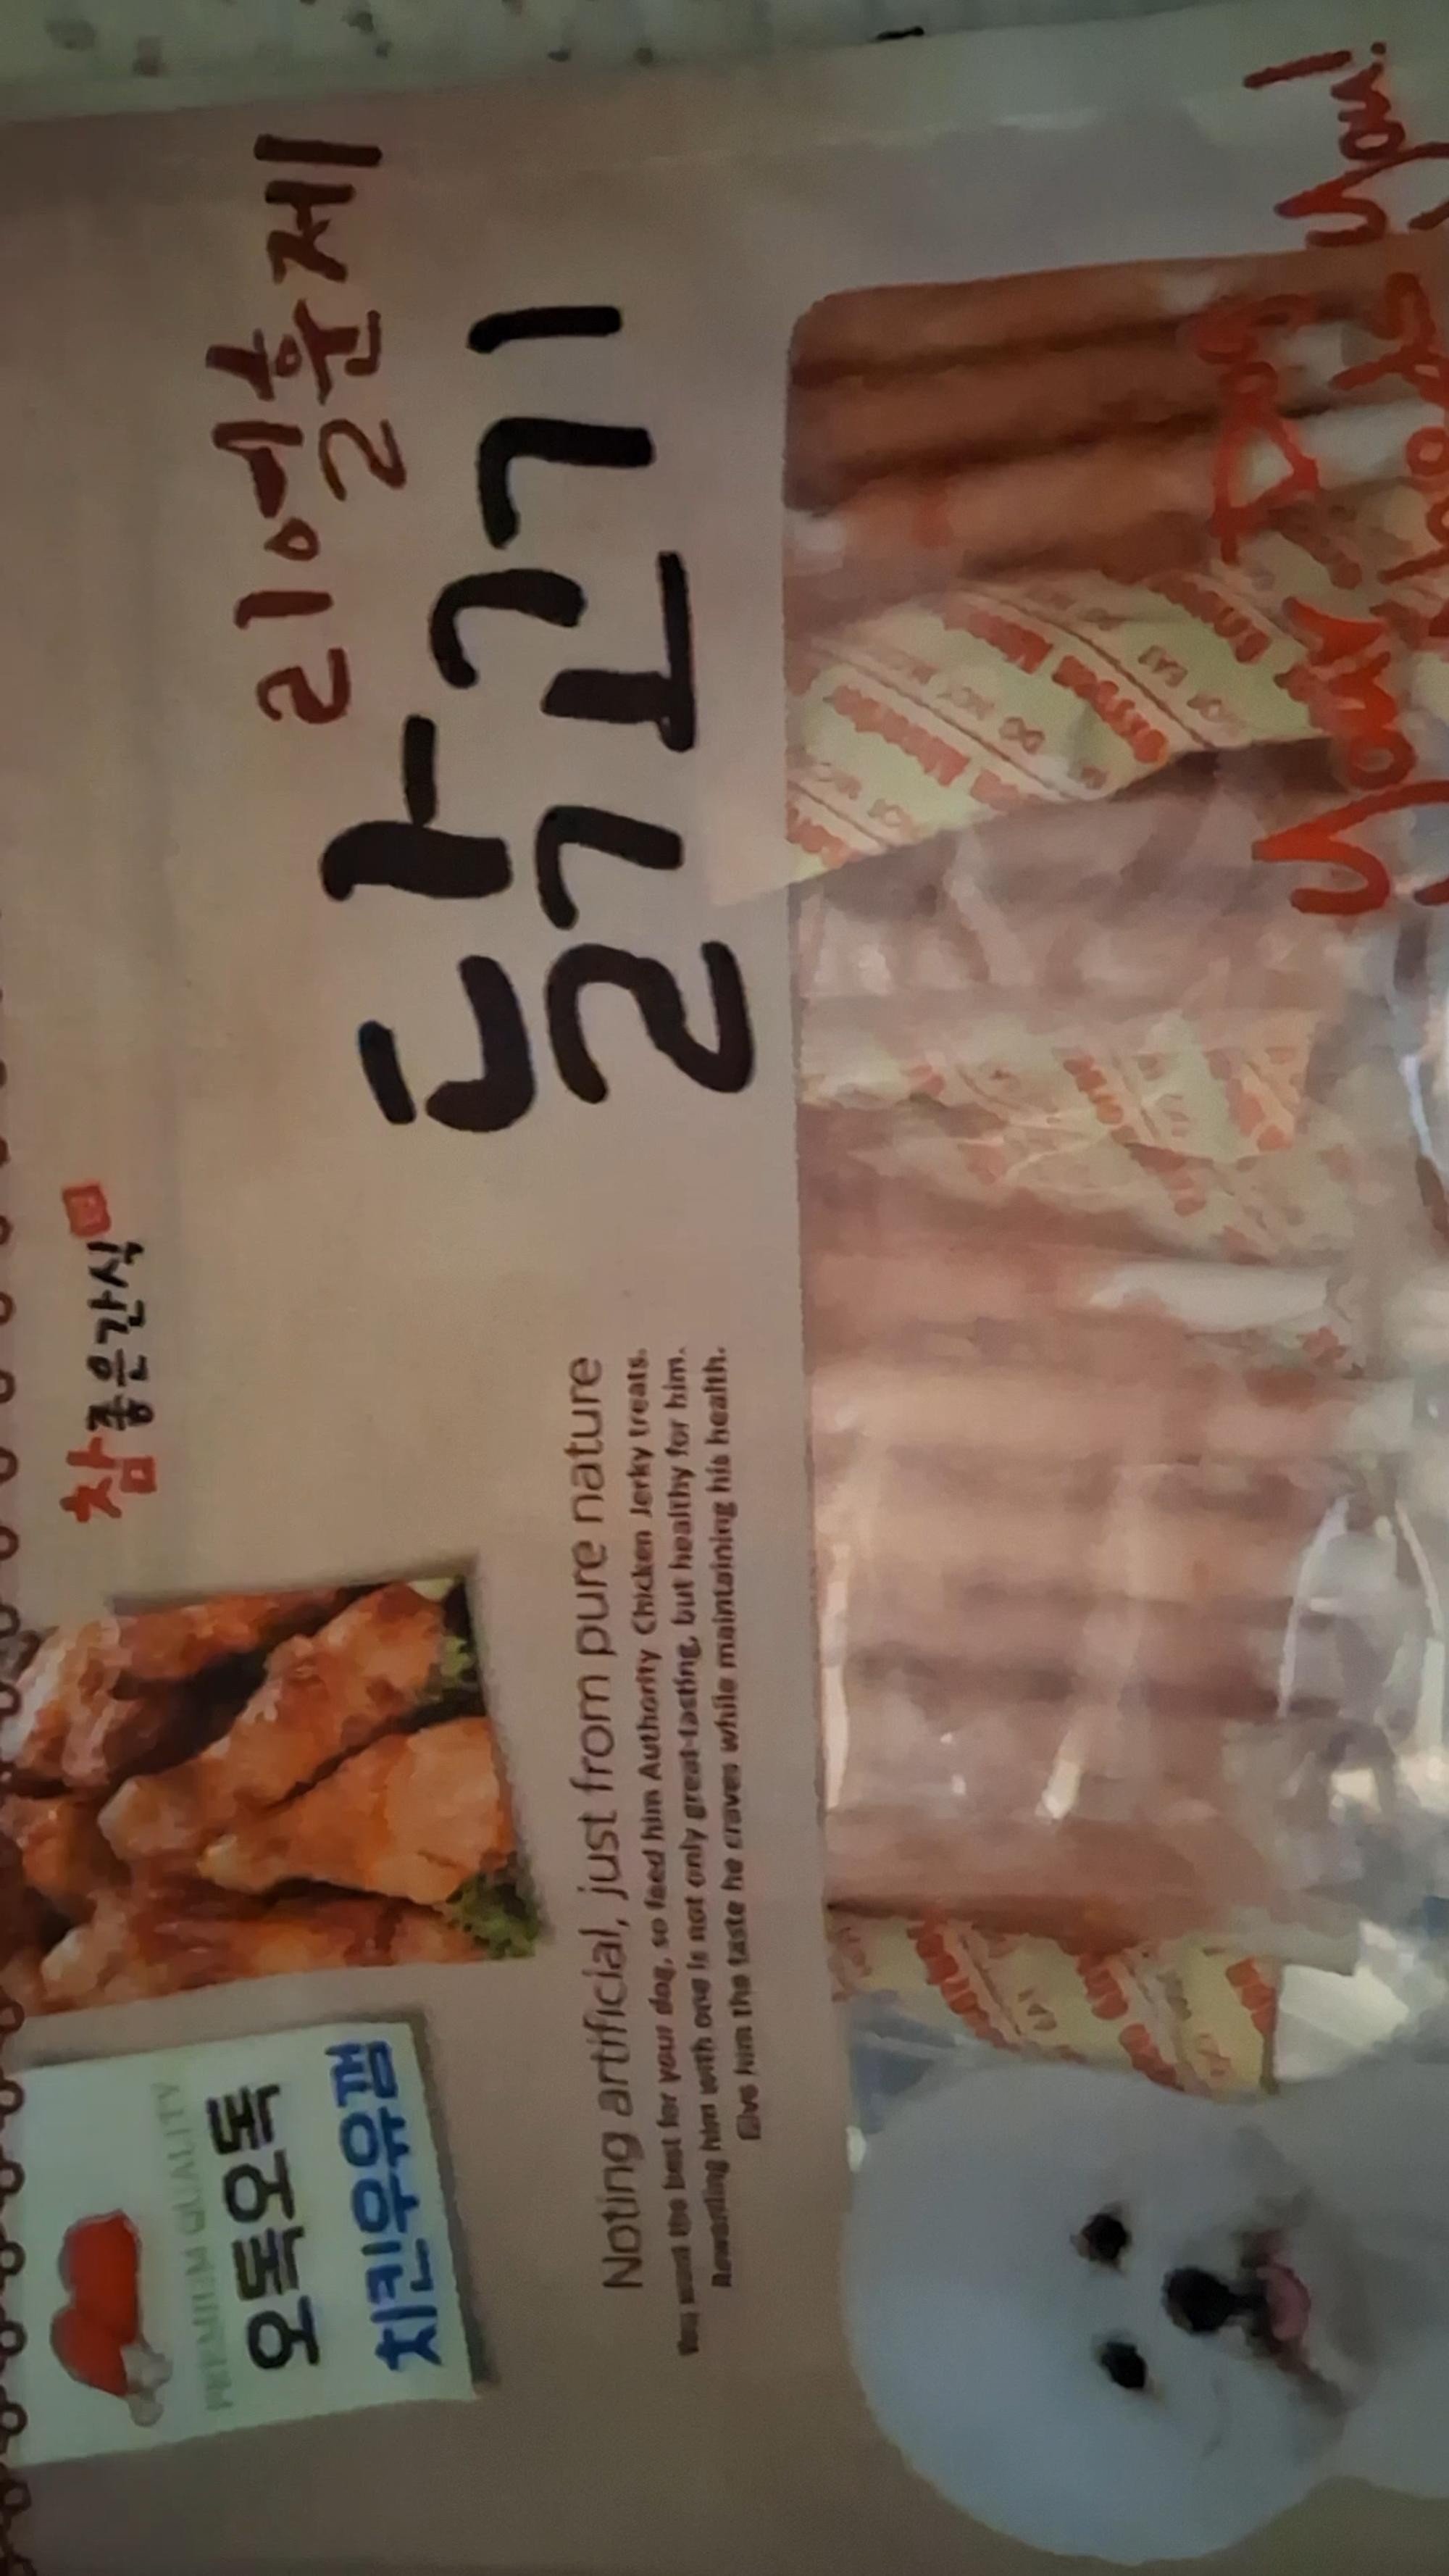 참좋은간식
PREMIUM QUALITY
오독오독
치킨우유껌
리얼훈제
닭고기
Noting artificial, just from pure nature
You want the best for your dog, so feed him Authority Chicken Jerky treats.
Rewarding him with one is not only great-tasting, but healthy for him.
Give him the taste he craves while maintaining his health.
DO NOT EAT